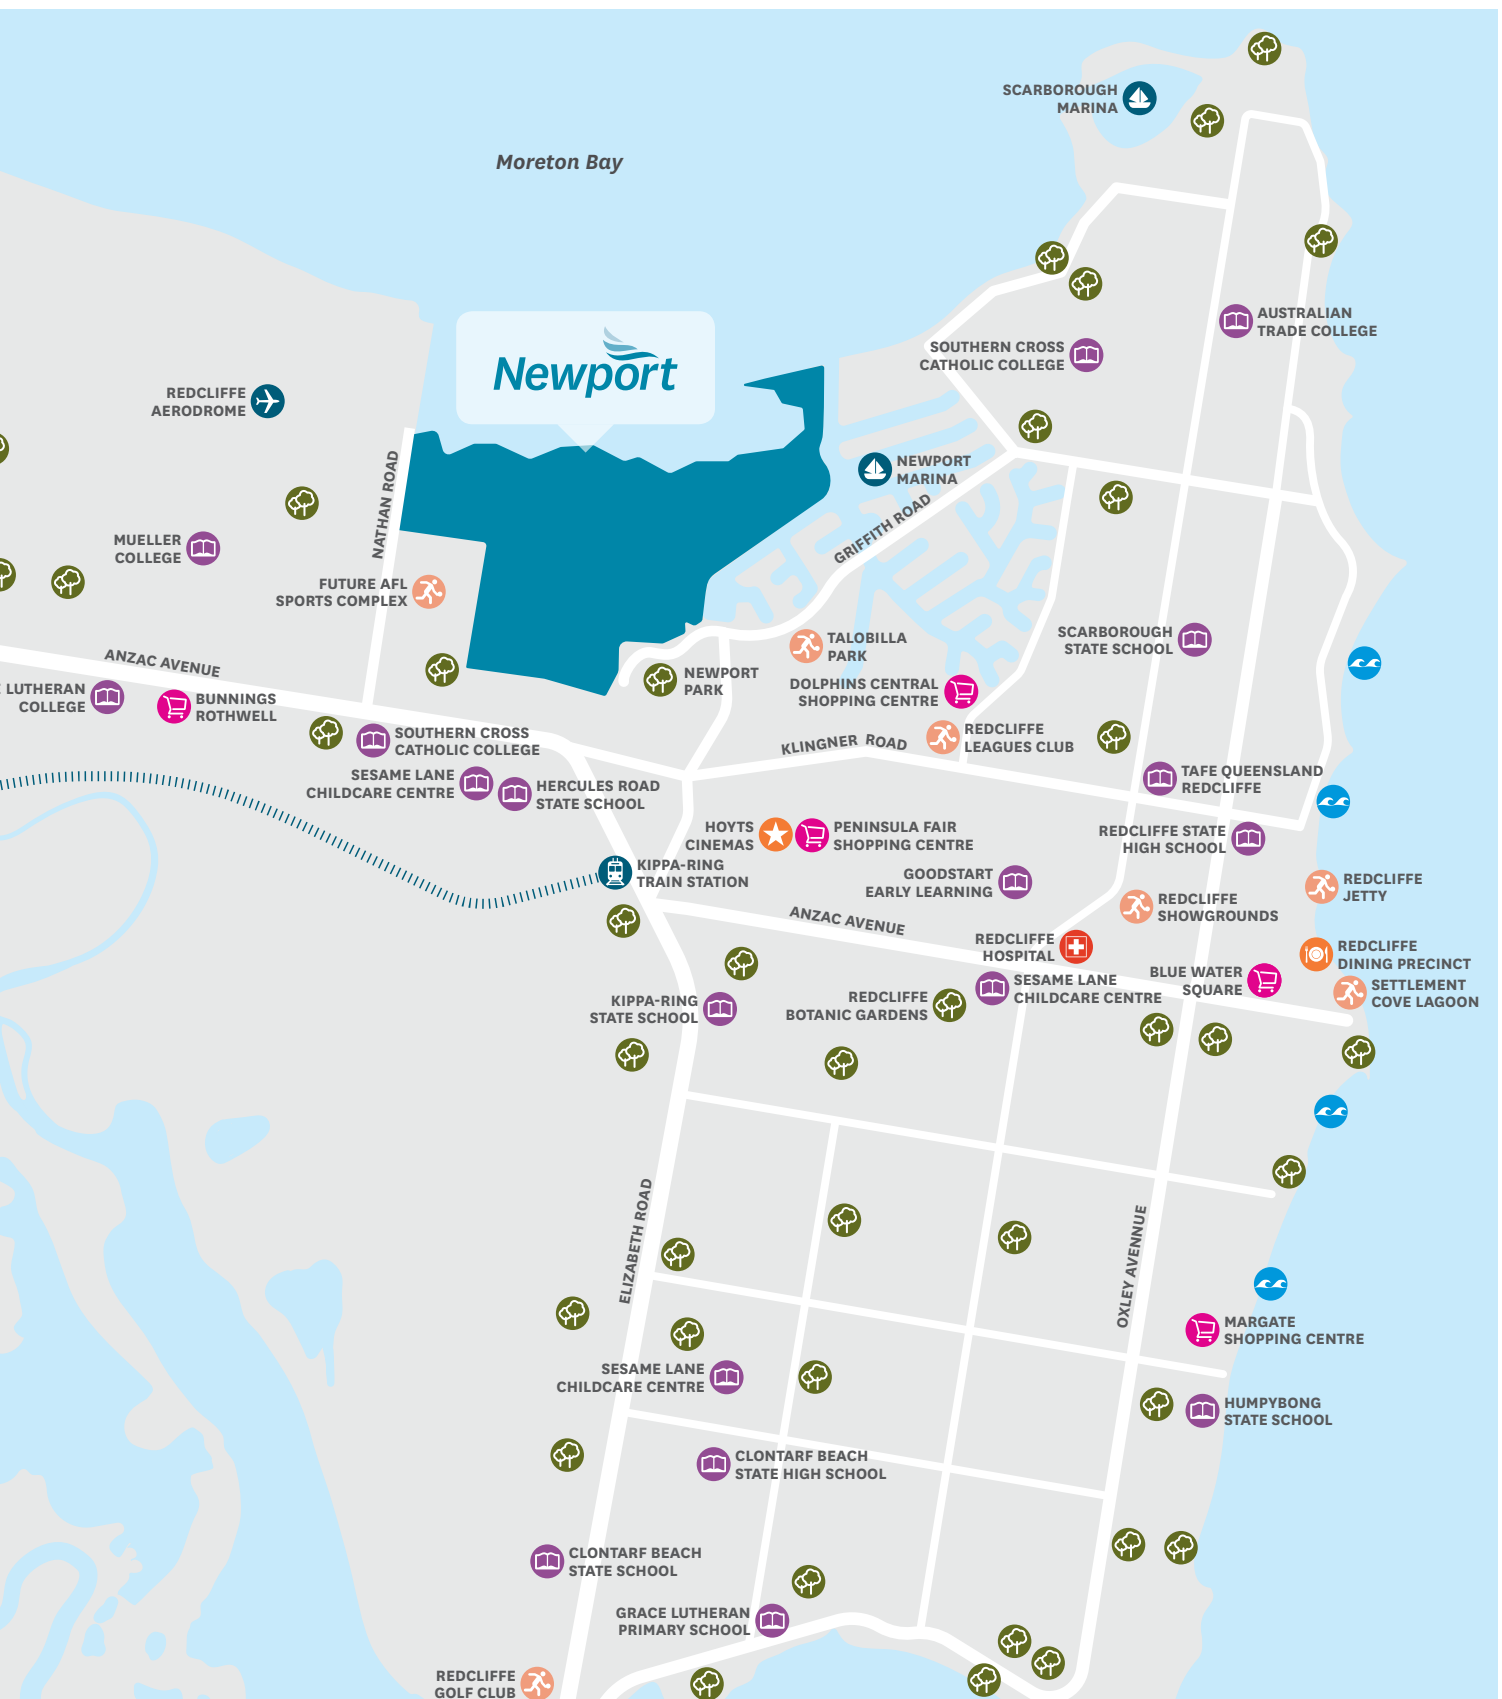 SCARBOROUGH
MARINA
Moreton Bay
AUSTRALIAN
TRADE COLLEGE
SOUTHERN CROSS
CATHOLIC COLLEGE
Newport
REDCLIFFE
AERODROME
NATHAN ROAD
NEWPORT
MARINA
GRIFFITH ROAD
MUELLER
COLLEGE
FUTURE AFL
SPORTS COMPLEX
SCARBOROUGH
STATE SCHOOL
TALOBILLA
PARK
ANZAC AVENUE
NEWPORT
PARK
DOLPHINS CENTRAL
SHOPPING CENTRE
LUTHERAN
COLLEGE
BUNNINGS
ROTHWELL
SOUTHERN CROSS
CATHOLIC COLLEGE
KLINGNER ROAD
REDCLIFFE
LEAGUES CLUB
SESAME LANE
CHILDCARE CENTRE
HERCULES ROAD
STATE SCHOOL
TAFE QUEENSLAND
REDCLIFFE
HOYTS
CINEMAS
PENINSULA FAIR
SHOPPING CENTRE
REDCLIFFE STATE
HIGH SCHOOL
KIPPA-RING
TRAIN STATION
GOODSTART
EARLY LEARNING
REDCLIFFE
JETTY
REDCLIFFE
SHOWGROUNDS
ANZAC AVENUE
REDCLIFFE
HOSPITAL
REDCLIFFE
DINING PRECINCT
BLUE WATER
SQUARE
SESAME LANE
CHILDCARE CENTRE
SETTLEMENT
COVE LAGOON
KIPPA-RING
STATE SCHOOL
REDCLIFFE
BOTANIC GARDENS
ELIZABETH ROAD
OXLEY AVENNUE
MARGATE
SHOPPING CENTRE
SESAME LANE
CHILDCARE CENTRE
HUMPYBONG
STATE SCHOOL
CLONTARF BEACH
STATE HIGH SCHOOL
CLONTARF BEACH
STATE SCHOOL
GRACE LUTHERAN
PRIMARY SCHOOL
REDCLIFFE
GOLF CLUB